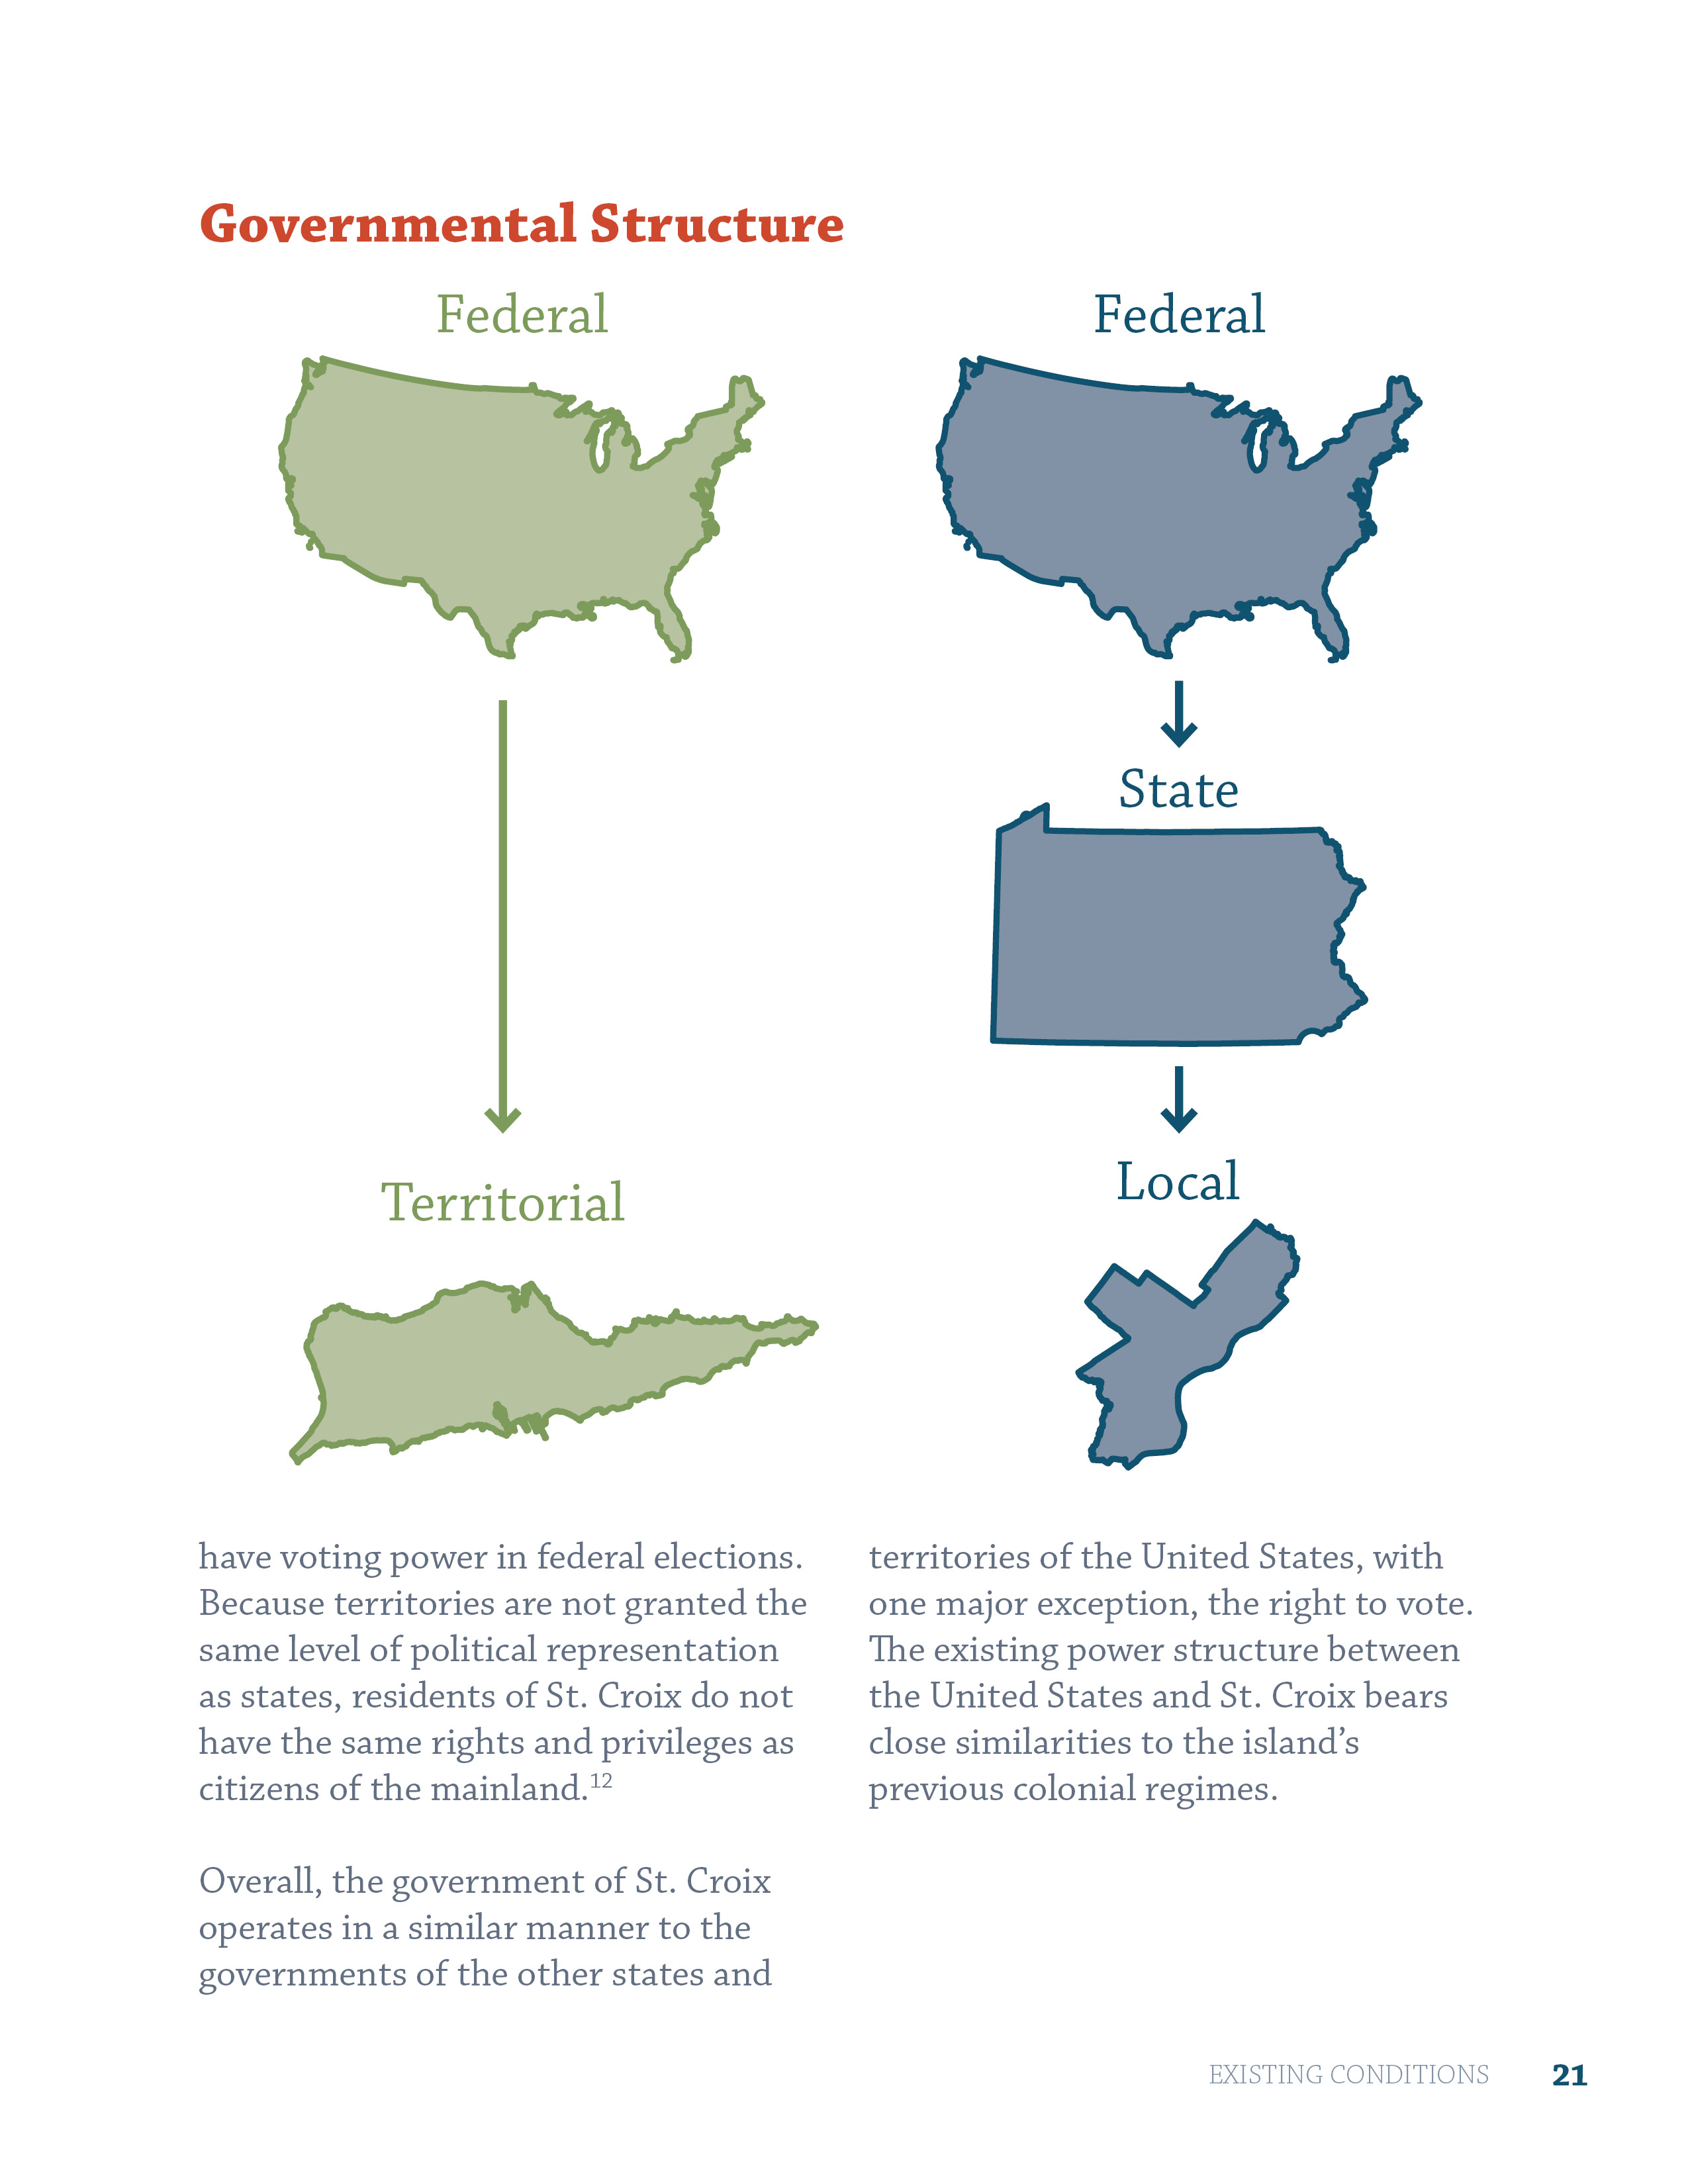 Governmental Structure
Federal
Territorial
Federal
State
Local
have voting power in federal elections.
Because territories are not granted the
same level of political representation
as states, residents of St. Croix do not
have the same rights and privileges as
citizens of the mainland.12
Overall, the government of St. Croix
operates in a similar manner to the
governments of the other states and
territories of the United States, with
one major exception, the right to vote.
The existing power structure between
the United States and St. Croix bears
close similarities to the island’s
previous colonial regimes.
EXISTING CONDITIONS 21